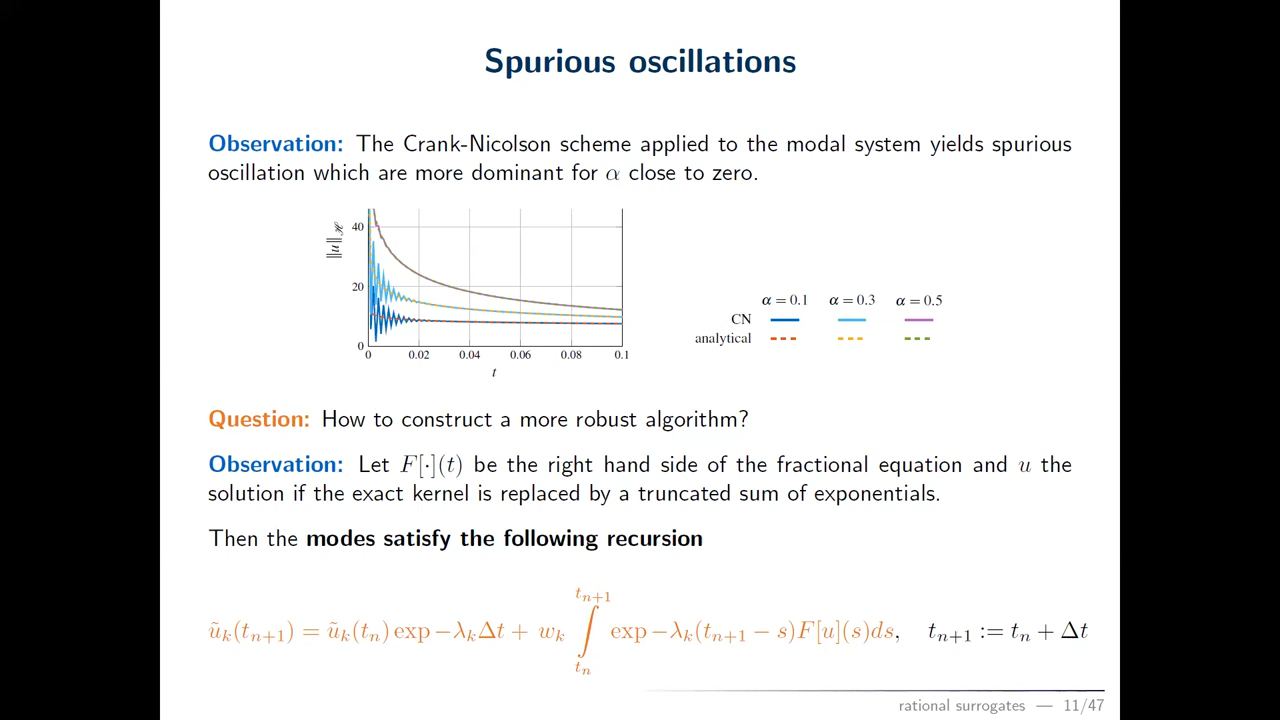 Spurious oscillations
Observation: The Crank-Nicolson scheme applied to the modal system yields spurious
oscillation which are more dominant for α close to zero.
‖u‖ℋ
40
20
0
0 0.02 0.04 0.06 0.08 0.1
t
α = 0.1 α = 0.3 α = 0.5
CN
analytical
Question: How to construct a more robust algorithm?
Observation: Let F[·](t) be the right hand side of the fractional equation and u the
solution if the exact kernel is replaced by a truncated sum of exponentials.
Then the modes satisfy the following recursion
ũ_k(t_{n+1}) = ũ_k(t_n) exp −λ_kΔt + w_k ∫_{t_n}^{t_{n+1}} exp −λ_k(t_{n+1} − s)F[u](s)ds, t_{n+1} := t_n + Δt
rational surrogates — 11/47